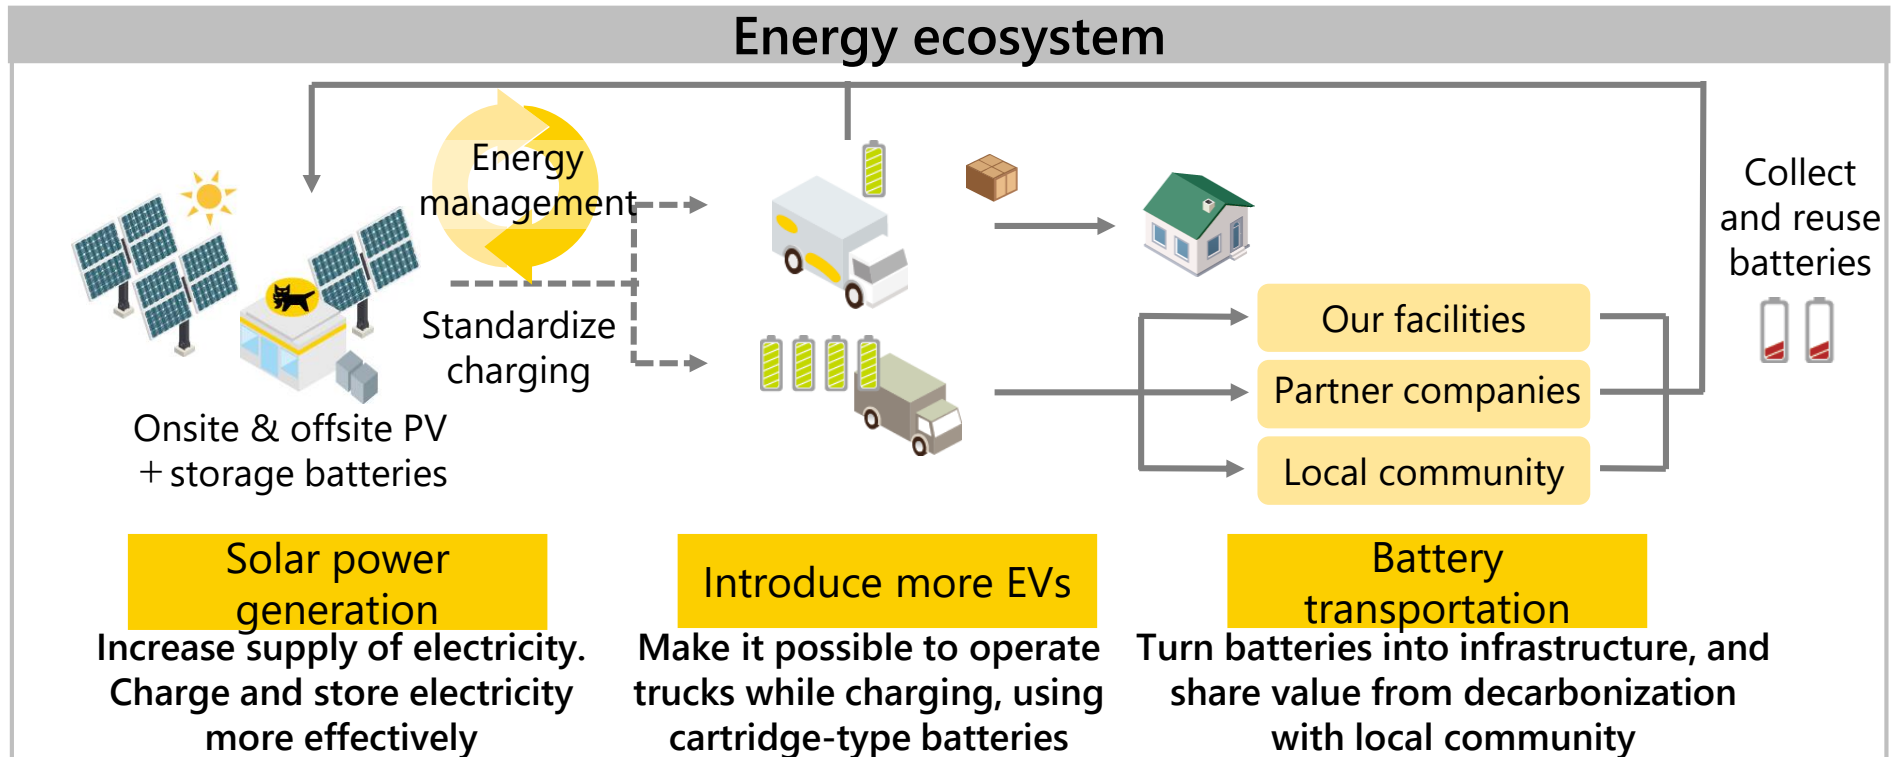 Energy ecosystem
Energy
management
Standardize
charging
Onsite & offsite PV
+storage batteries
Our facilities
Partner companies
Local community
Collect
and reuse
batteries
Solar power
generation
Increase supply of electricity.
Charge and store electricity
more effectively
Introduce more EVs
Make it possible to operate
trucks while charging, using
cartridge-type batteries
Battery
transportation
Turn batteries into infrastructure, and
share value from decarbonization
with local community